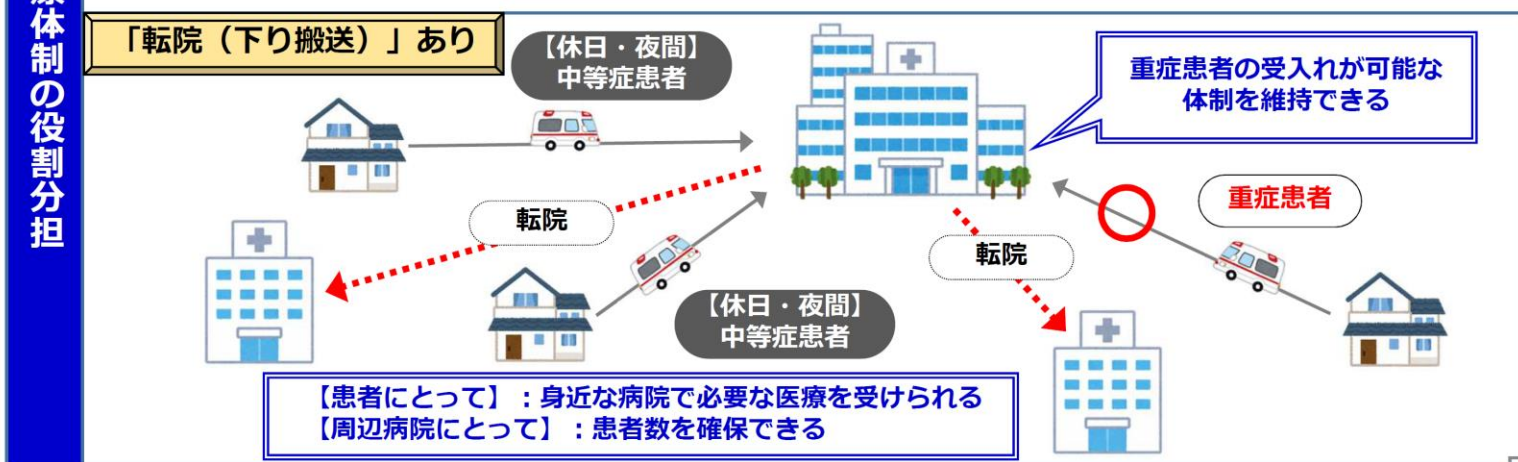 体制の役割分担
「転院（下り搬送）」あり
【休日・夜間】
中等症患者
重症患者の受入れが可能な
体制を維持できる
重症患者
転院
転院
【休日・夜間】
中等症患者
【患者にとって】：身近な病院で必要な医療を受けられる
【周辺病院にとって】：患者数を確保できる